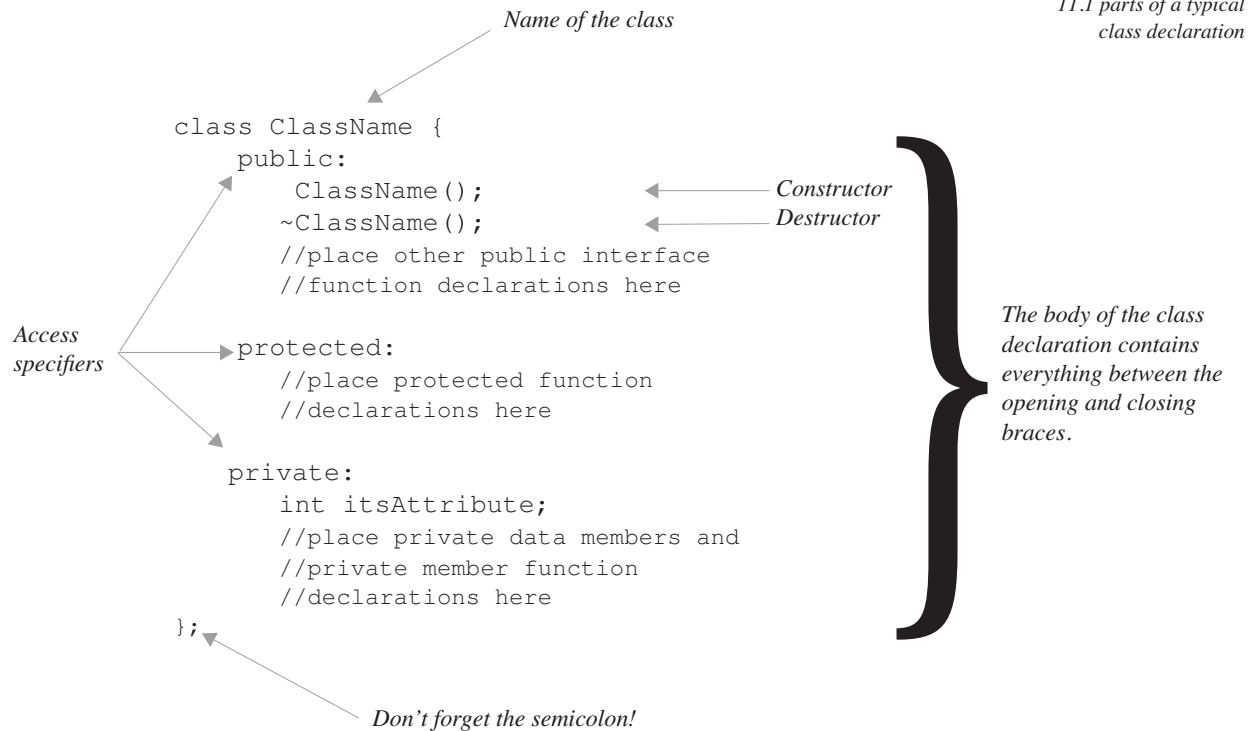 11.1 parts of a typical
class declaration
Name of the class
class ClassName {
public:
ClassName();
Constructor
~ClassName();
Destructor
//place other public interface
//function declarations here
Access
specifiers
protected:
//place protected function
//declarations here
private:
int itsAttribute;
//place private data members and
//private member function
//declarations here
};
The body of the class
declaration contains
everything between the
opening and closing
braces.
Don't forget the semicolon!